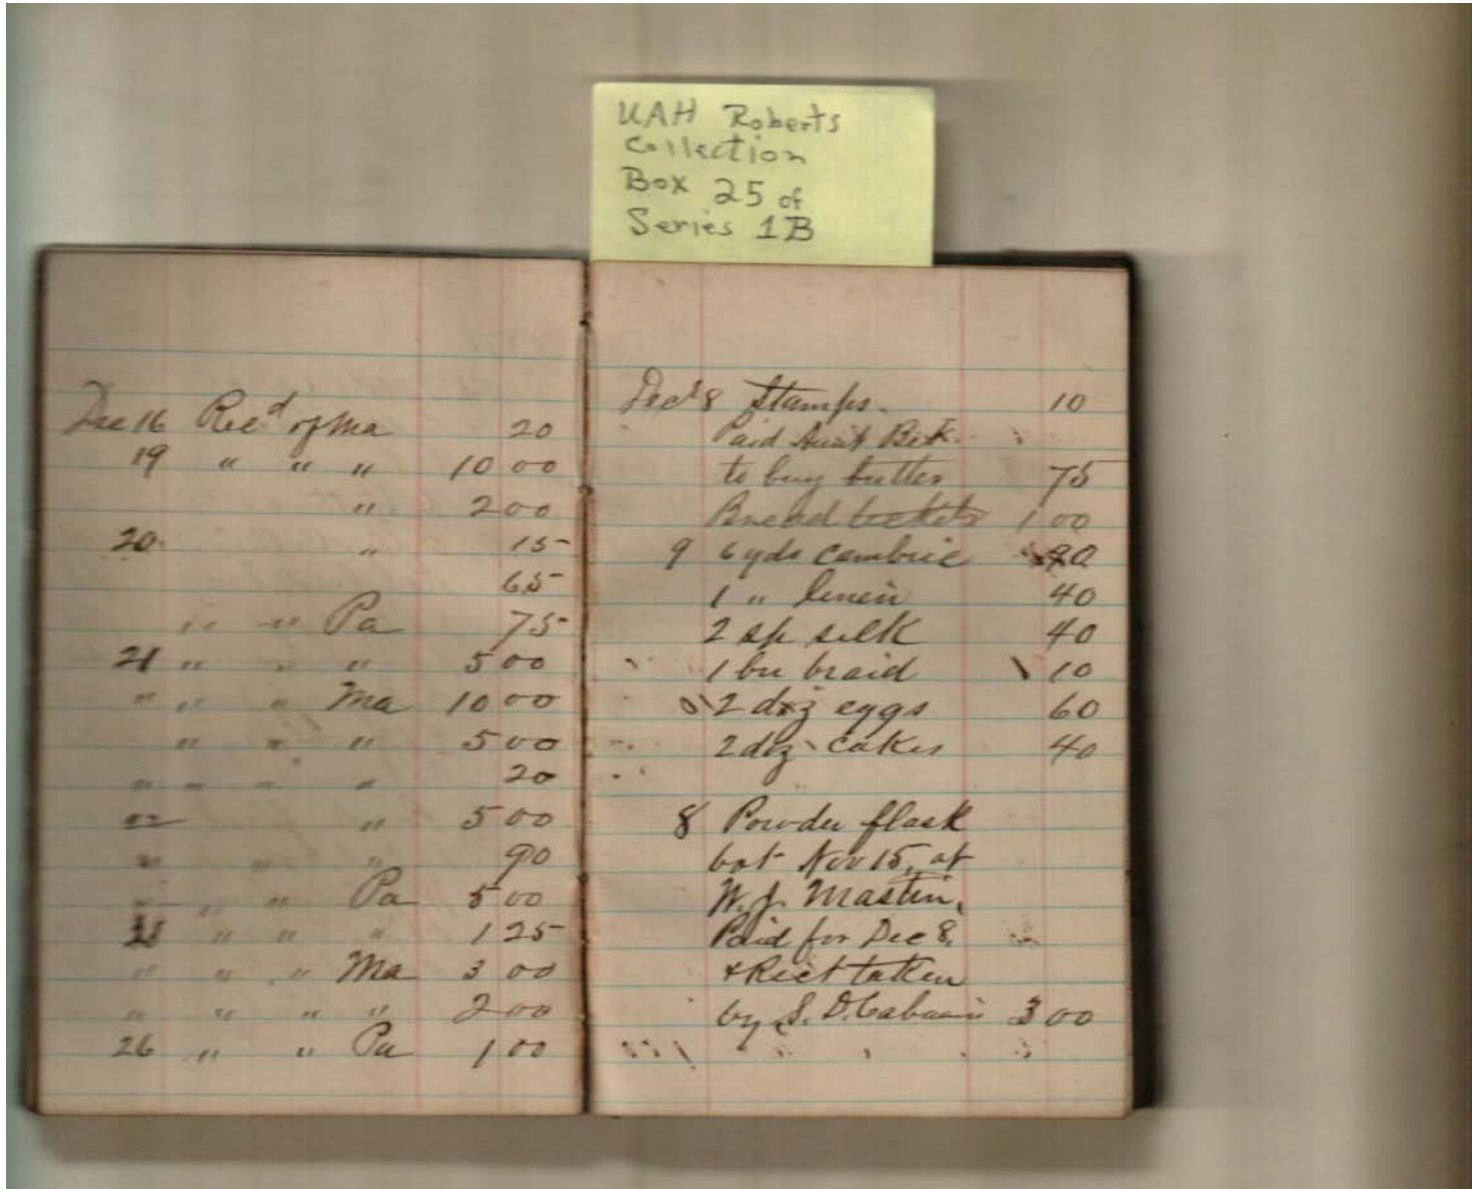 UAH Roberts
Collection
Box 25 of
Series 1B
Dec 16 Recd of Ma 20
19 " " " 10 00
" 2 00
20 " 15
65
" " Pa 75
21 " " " 5 00
" " " Ma 10 00
" " " 5 00
" " " " 20
22 " 5 00
" " " 90
" " " Pa 5 00
" " " 1 25
" " " Ma 3 00
" " " " 2 00
26 " " Pa 1 00
Dec 8 Stamps. 10
Paid Aunt Bek.
to buy butter 75
Bread tickets 1 00
9 6 yds cambric 90
1 " linen 40
2 sp silk 40
1 bu braid 10
2 doz eggs 60
2 doz cakes 40
8 Powder flask
bot Nov 15, at
W. J. Mastin.
Paid for Dec 8.
& Rect taken
by S. D. Cabaniss 3 00